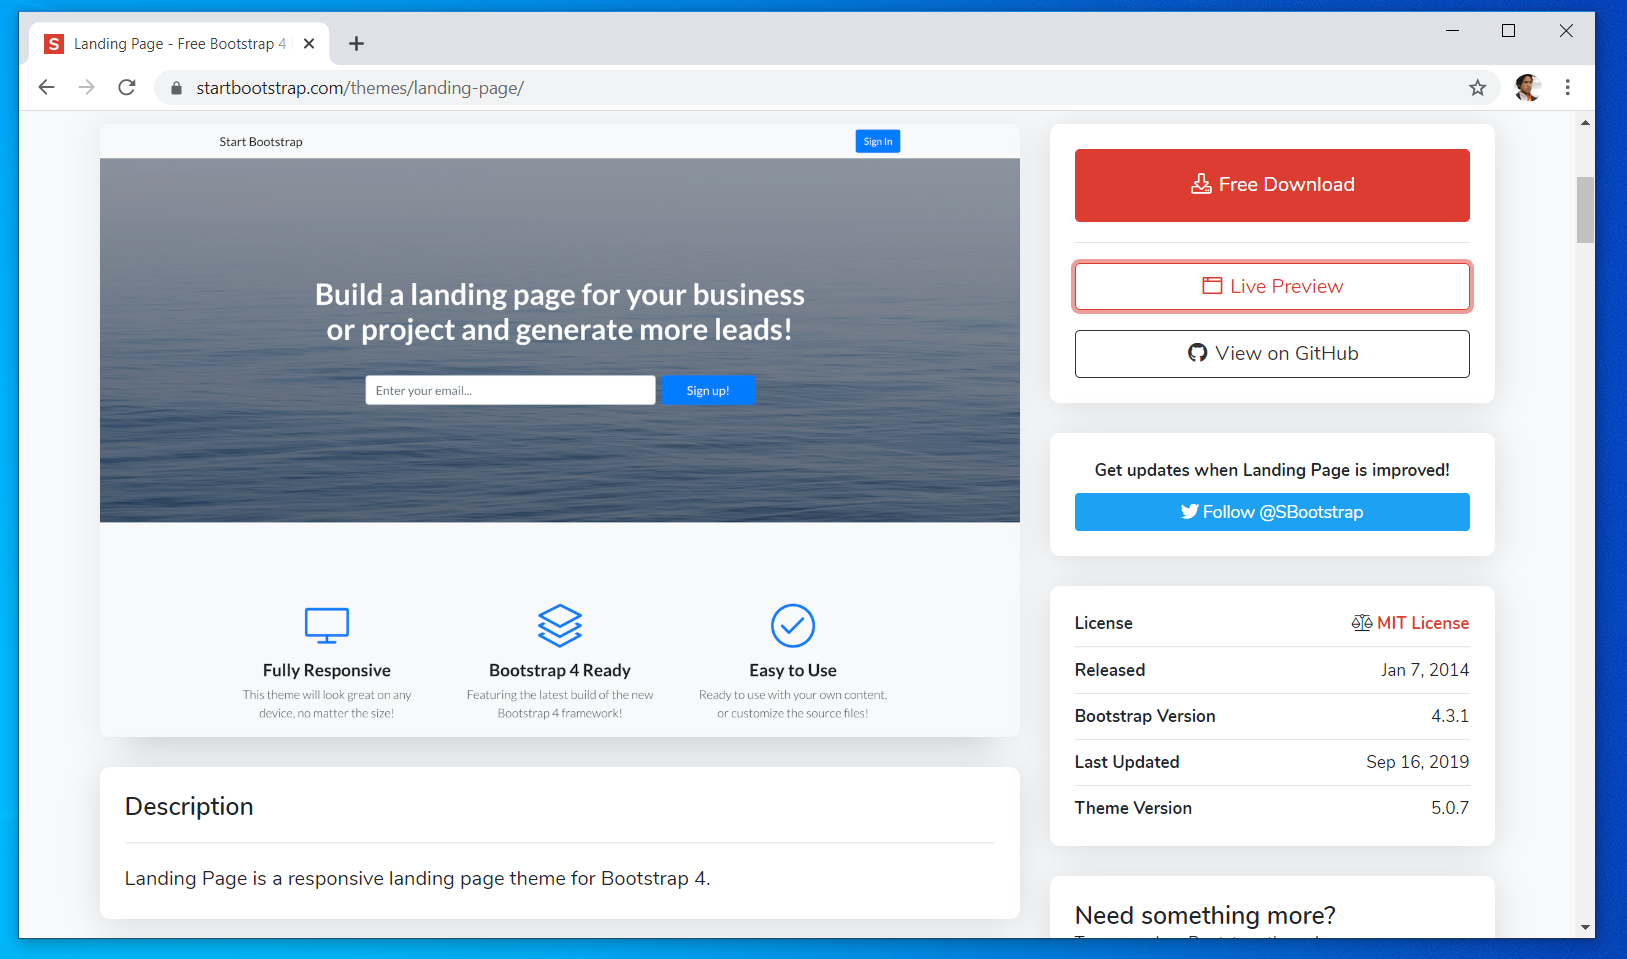 S Landing Page - Free Bootstrap 4
startbootstrap.com/themes/landing-page/
Start Bootstrap
Sign In
Build a landing page for your business
or project and generate more leads!
Enter your email...
Sign up!
Fully Responsive
This theme will look great on any
device, no matter the size!
Bootstrap 4 Ready
Featuring the latest build of the new
Bootstrap 4 framework!
Easy to Use
Ready to use with your own content,
or customize the source files!
Description
Landing Page is a responsive landing page theme for Bootstrap 4.
Free Download
Live Preview
View on GitHub
Get updates when Landing Page is improved!
Follow @SBootstrap
License MIT License
Released Jan 7, 2014
Bootstrap Version 4.3.1
Last Updated Sep 16, 2019
Theme Version 5.0.7
Need something more?